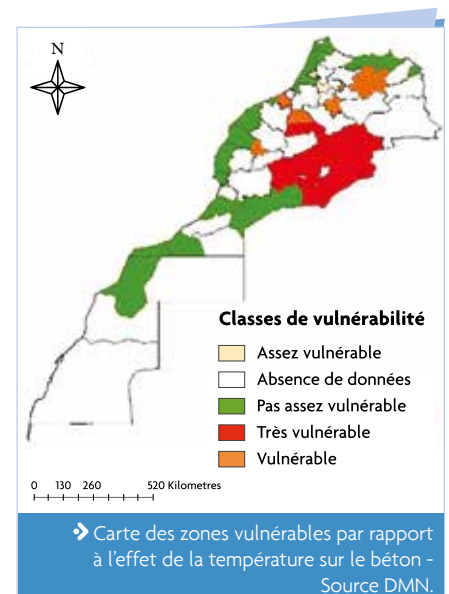 N
Classes de vulnérabilité
Assez vulnérable
Absence de données
Pas assez vulnérable
Très vulnérable
Vulnérable
0 130 260 520 Kilometres
Carte des zones vulnérables par rapport
à l'effet de la température sur le béton -
Source DMN.